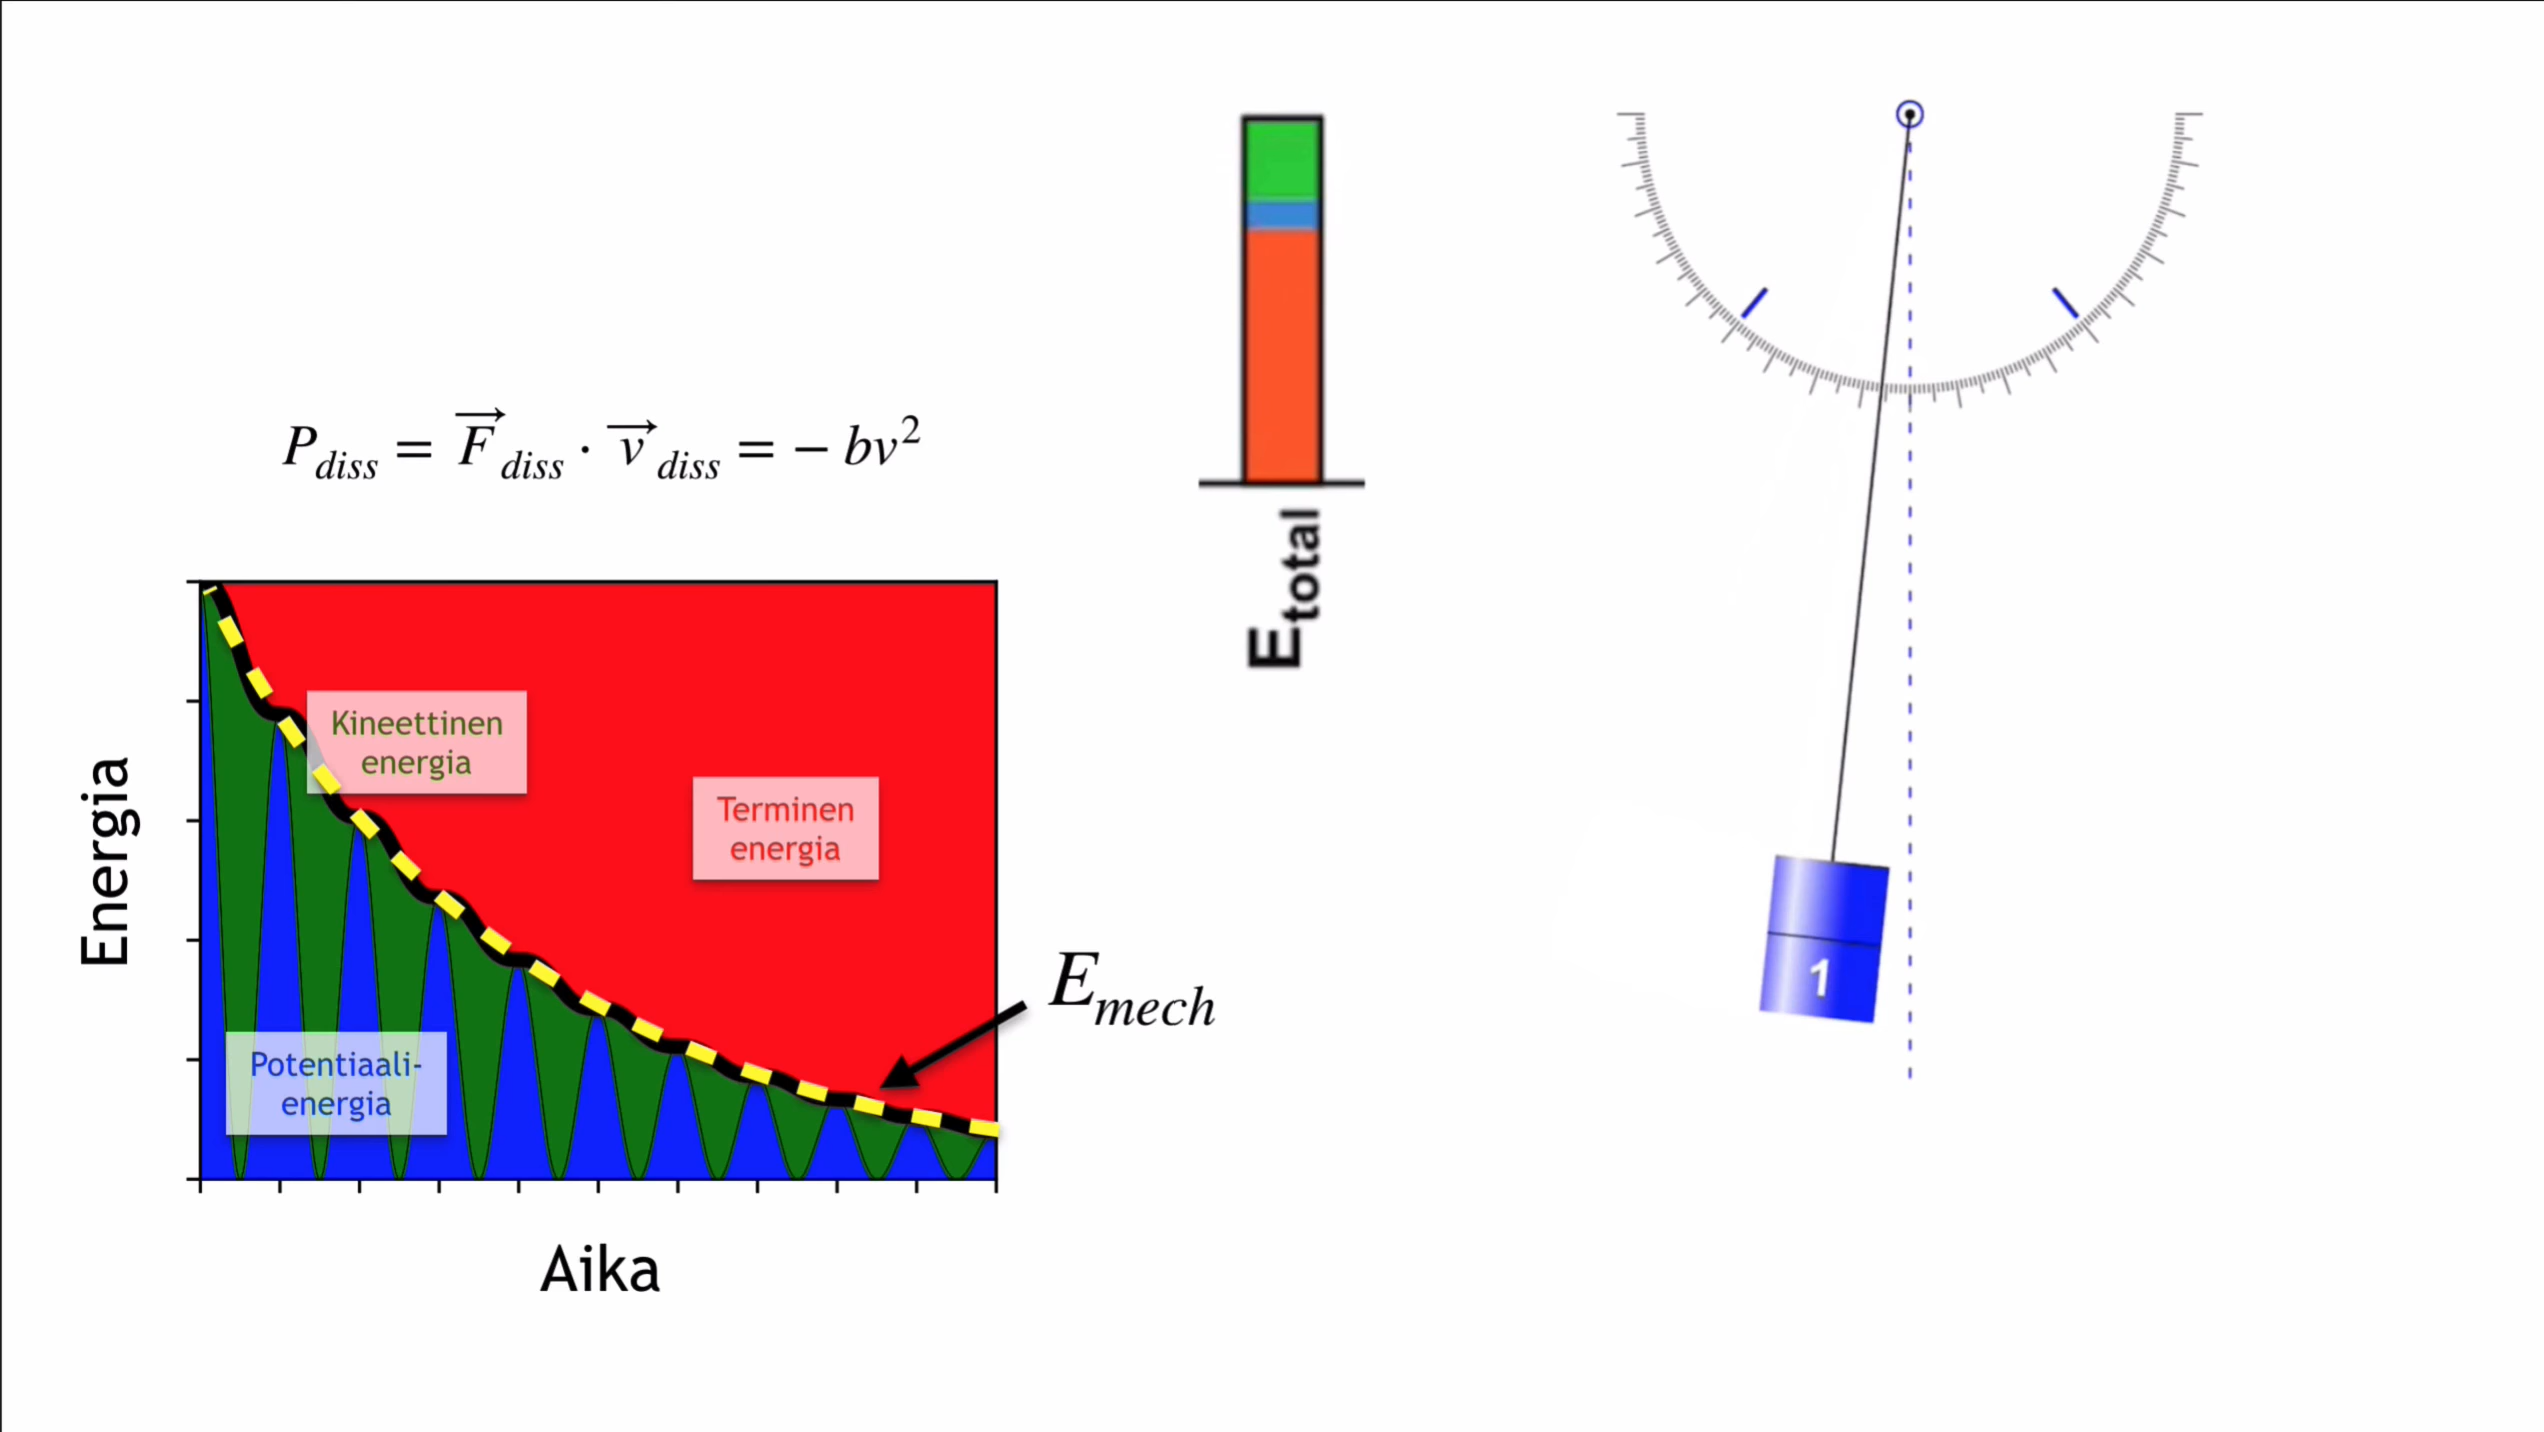 P_diss = F⃗_diss · v⃗_diss = − bv²
E_total
Kineettinen
energia
Terminen
energia
Potentiaali-
energia
Energia
Aika
E_mech
1